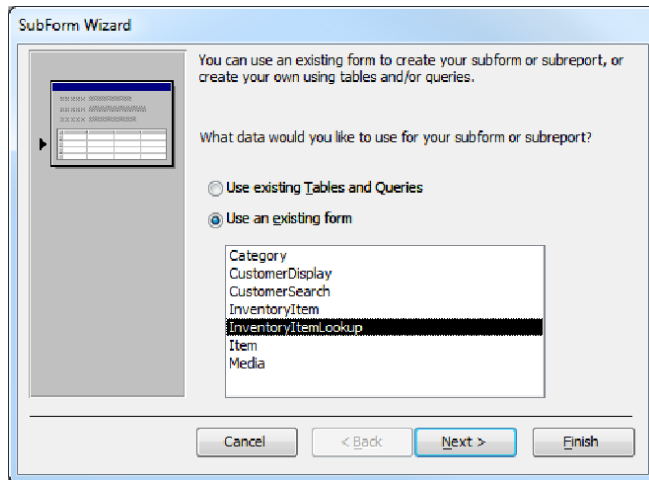 SubForm Wizard
You can use an existing form to create your subform or subreport, or
create your own using tables and/or queries.
What data would you like to use for your subform or subreport?
Use existing Tables and Queries
Use an existing form
Category
CustomerDisplay
CustomerSearch
InventoryItem
InventoryItemLookup
Item
Media
Cancel < Back Next > Finish